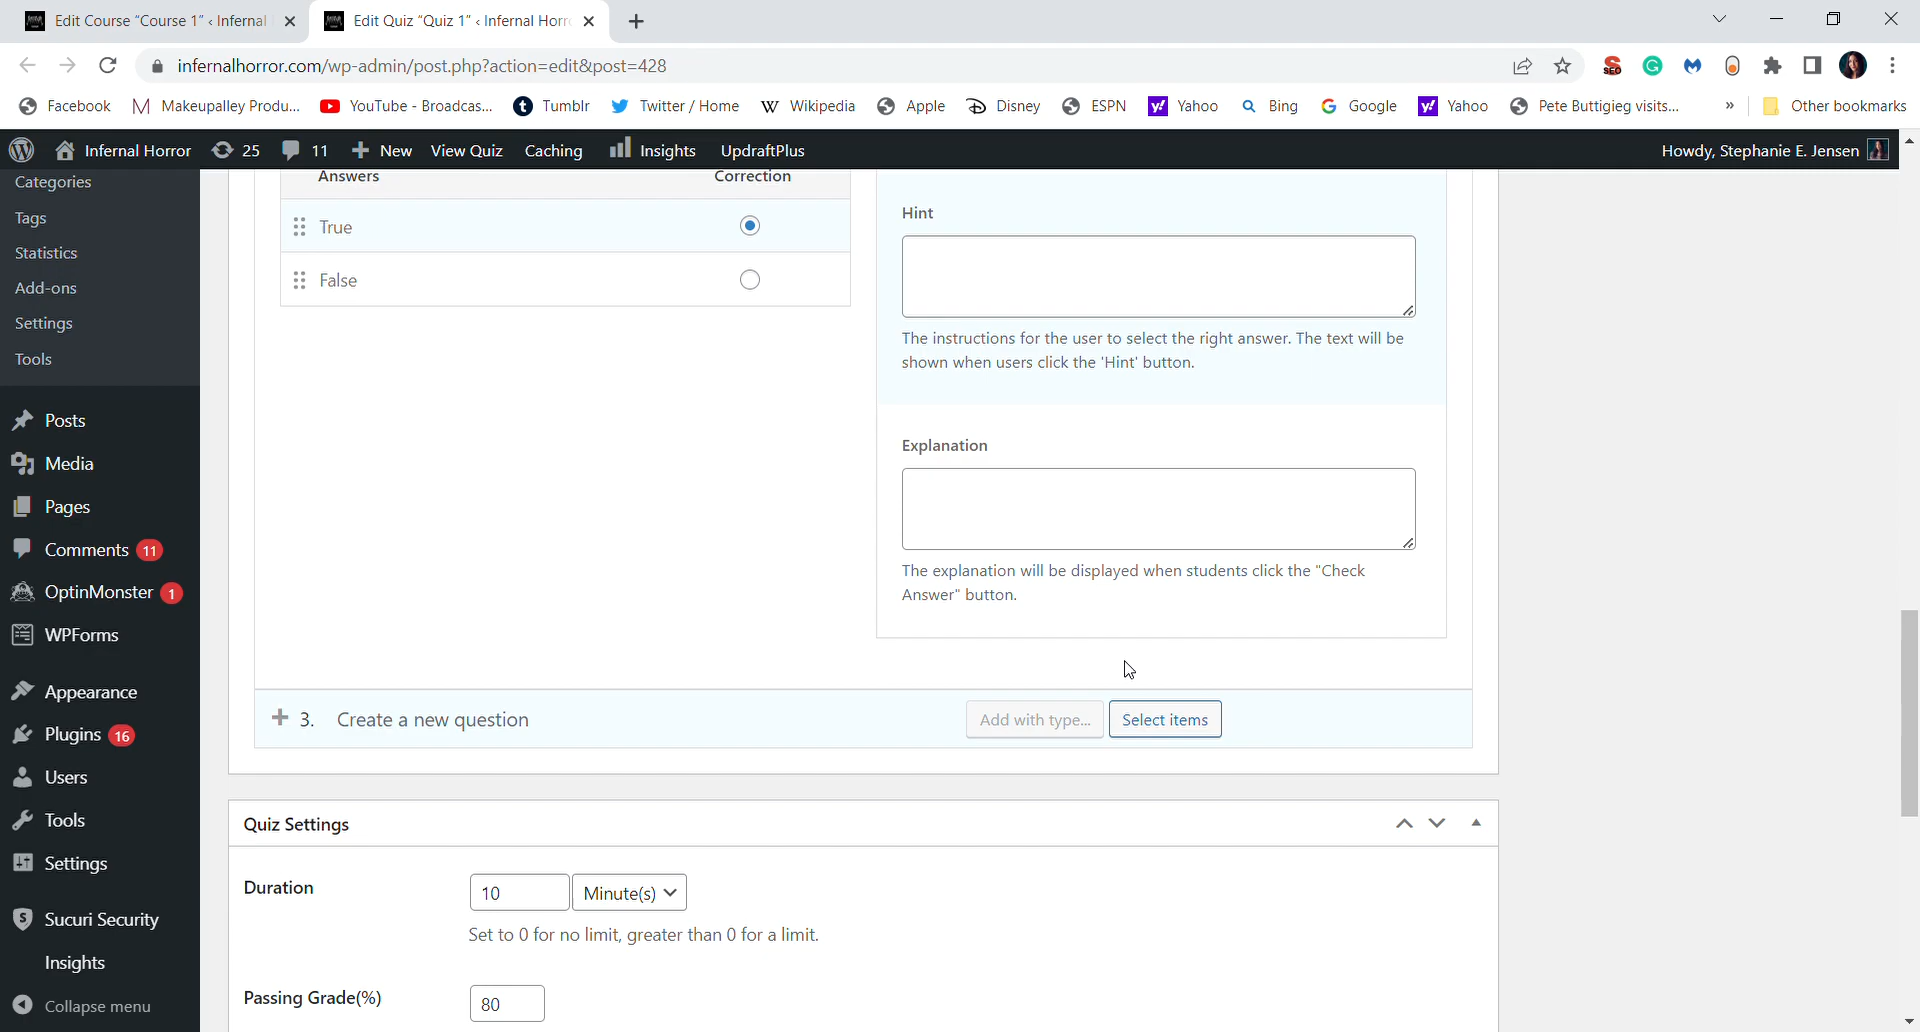 Edit Course “Course 1” ‹ Infernal
Edit Quiz “Quiz 1” ‹ Infernal Horr
infernalhorror.com/wp-admin/post.php?action=edit&post=428
SEO
Facebook
Makeupalley Produ...
YouTube - Broadcas...
Tumblr
Twitter / Home
Wikipedia
Apple
Disney
ESPN
Yahoo
Bing
Google
Yahoo
Pete Buttigieg visits...
»
Other bookmarks
Infernal Horror
25
11
New
View Quiz
Caching
Insights
UpdraftPlus
Howdy, Stephanie E. Jensen
Categories
Tags
Statistics
Add-ons
Settings
Tools
Posts
Media
Pages
Comments 11
OptinMonster 1
WPForms
Appearance
Plugins 16
Users
Tools
Settings
Sucuri Security
Insights
Collapse menu
Answers Correction
True
False
Hint
The instructions for the user to select the right answer. The text will be
shown when users click the 'Hint' button.
Explanation
The explanation will be displayed when students click the "Check
Answer" button.
3. Create a new question
Add with type...
Select items
Quiz Settings
Duration
10
Minute(s)
Set to 0 for no limit, greater than 0 for a limit.
Passing Grade(%)
80